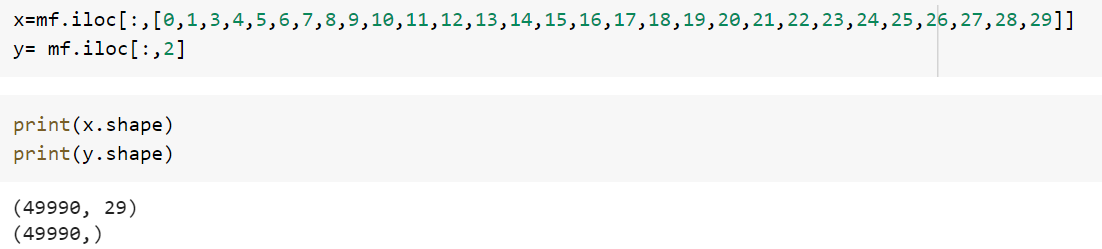 x=mf.iloc[:,[0,1,3,4,5,6,7,8,9,10,11,12,13,14,15,16,17,18,19,20,21,22,23,24,25,26,27,28,29]]
y= mf.iloc[:,2]
print(x.shape)
print(y.shape)
(49990, 29)
(49990,)